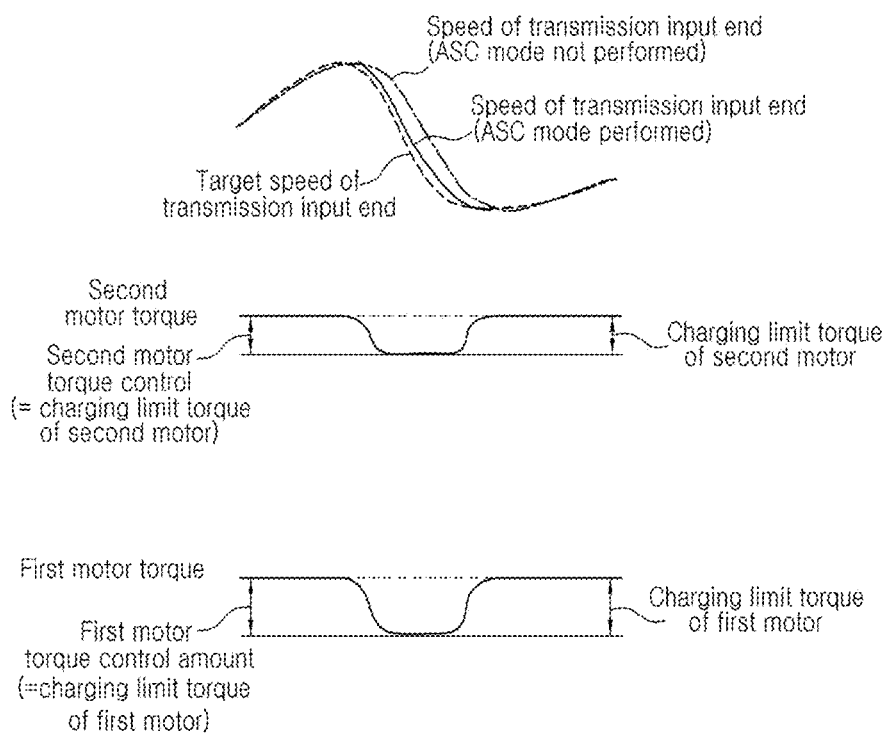 Speed of transmission input end
(ASC mode not performed)
Speed of transmission input end
(ASC mode performed)
Target speed of
transmission input end
Second
motor torque
Second motor
torque control
(= charging limit torque
of second motor)
Charging limit torque
of second motor
First motor torque
First motor
torque control amount
(=charging limit torque
of first motor)
Charging limit torque
of first motor